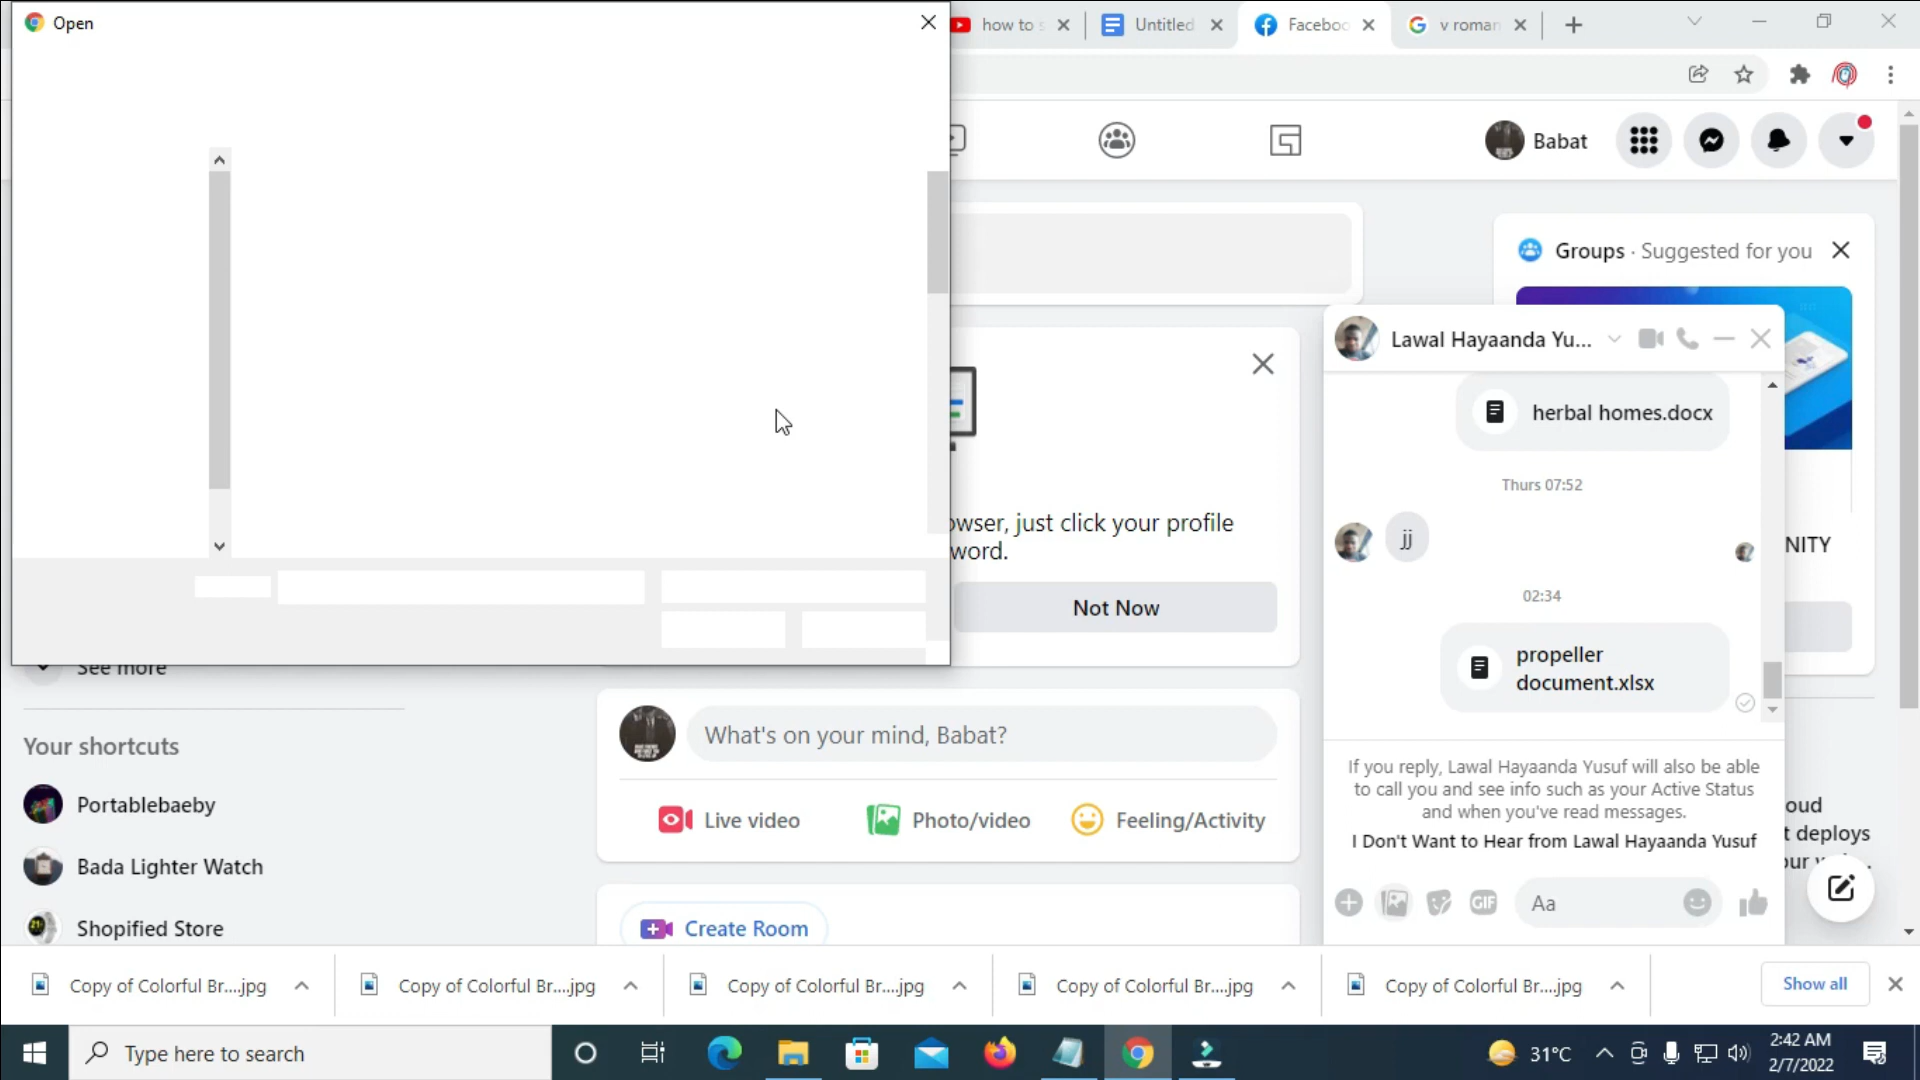 Open
how to s
Untitled
Faceboo
v roman
Babat
Groups · Suggested for you
Lawal Hayaanda Yu...
herbal homes.docx
Thurs 07:52
jj
02:34
propeller
document.xlsx
If you reply, Lawal Hayaanda Yusuf will also be able
to call you and see info such as your Active Status
and when you've read messages.
I Don't Want to Hear from Lawal Hayaanda Yusuf
GIF
Aa
NITY
oud
t deploys
owser, just click your profile
word.
Not Now
See more
Your shortcuts
Portablebaeby
Bada Lighter Watch
Shopified Store
What's on your mind, Babat?
Live video
Photo/video
Feeling/Activity
Create Room
Copy of Colorful Br....jpg
Copy of Colorful Br....jpg
Copy of Colorful Br....jpg
Copy of Colorful Br....jpg
Copy of Colorful Br....jpg
Show all
Type here to search
31°C
2:42 AM
2/7/2022